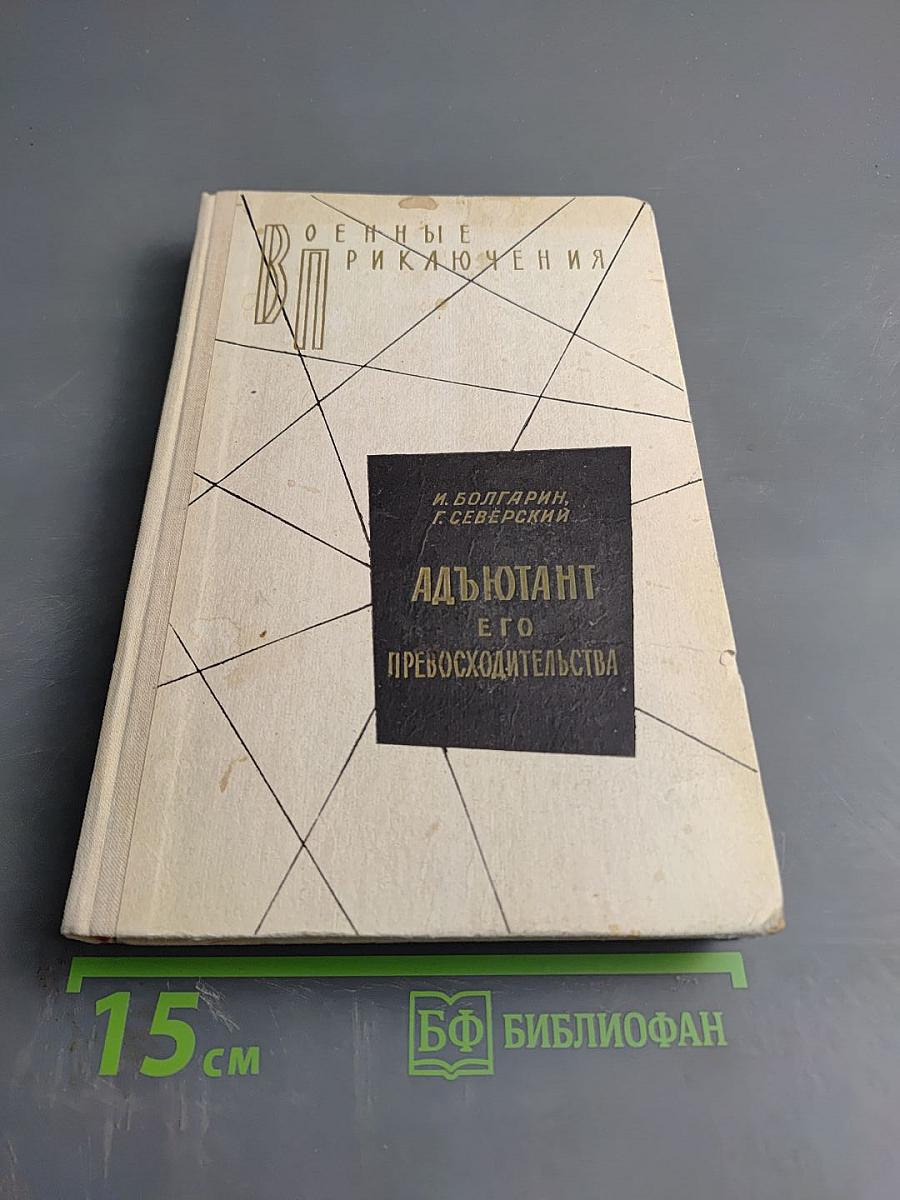 ВОЕННЫЕ
ПРИКЛЮЧЕНИЯ
И. БОЛГАРИН,
Г. СЕВЕРСКИЙ
АДЪЮТАНТ
ЕГО
ПРЕВОСХОДИТЕЛЬСТВА
15 см
БФ БИБЛИОФАН